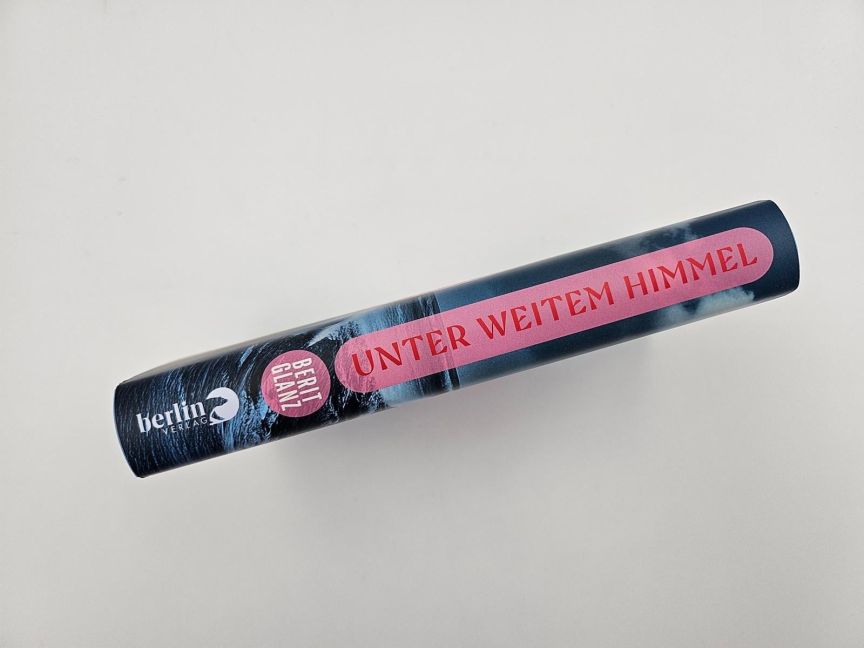 berlin
VERLAG
BERIT
GLANZ
UNTER WEITEM HIMMEL